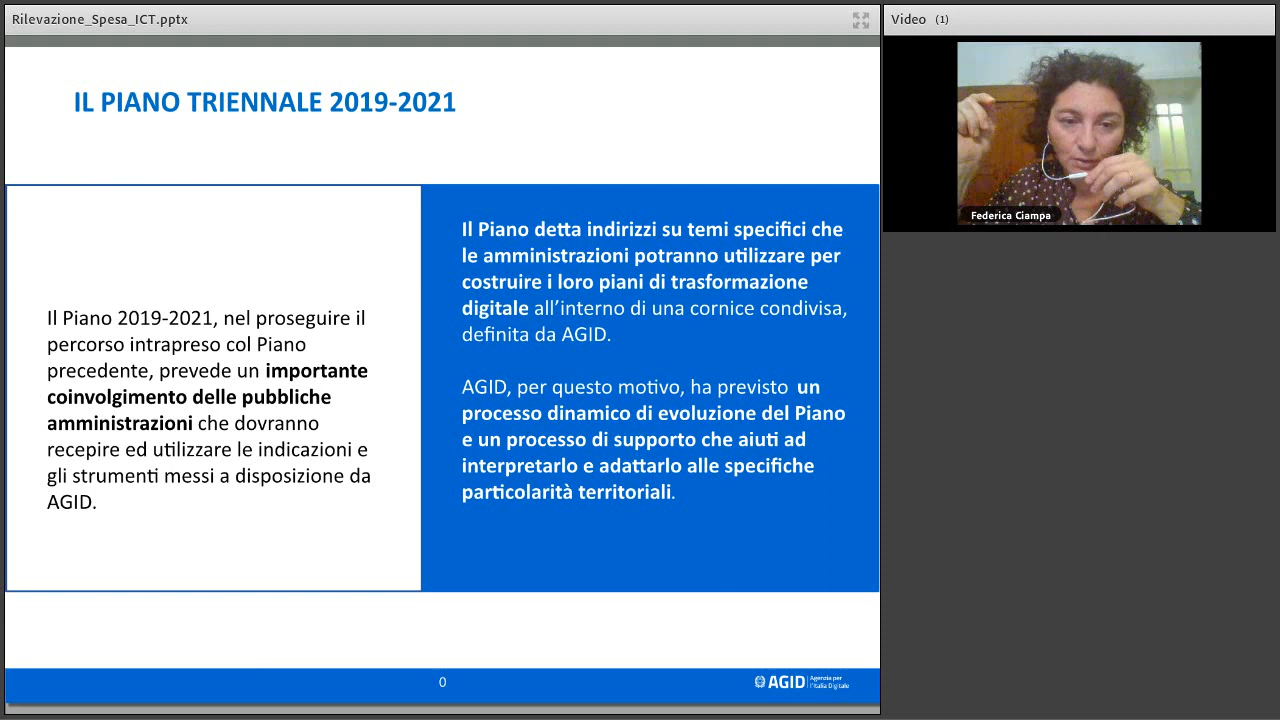 Rilevazione_Spesa_ICT.pptx
Video (1)
Federica Ciampa
IL PIANO TRIENNALE 2019-2021
Il Piano 2019-2021, nel proseguire il
percorso intrapreso col Piano
precedente, prevede un importante
coinvolgimento delle pubbliche
amministrazioni che dovranno
recepire ed utilizzare le indicazioni e
gli strumenti messi a disposizione da
AGID.
Il Piano detta indirizzi su temi specifici che
le amministrazioni potranno utilizzare per
costruire i loro piani di trasformazione
digitale all’interno di una cornice condivisa,
definita da AGID.
AGID, per questo motivo, ha previsto un
processo dinamico di evoluzione del Piano
e un processo di supporto che aiuti ad
interpretarlo e adattarlo alle specifiche
particolarità territoriali.
0
AGID
Agenzia per
l'Italia Digitale